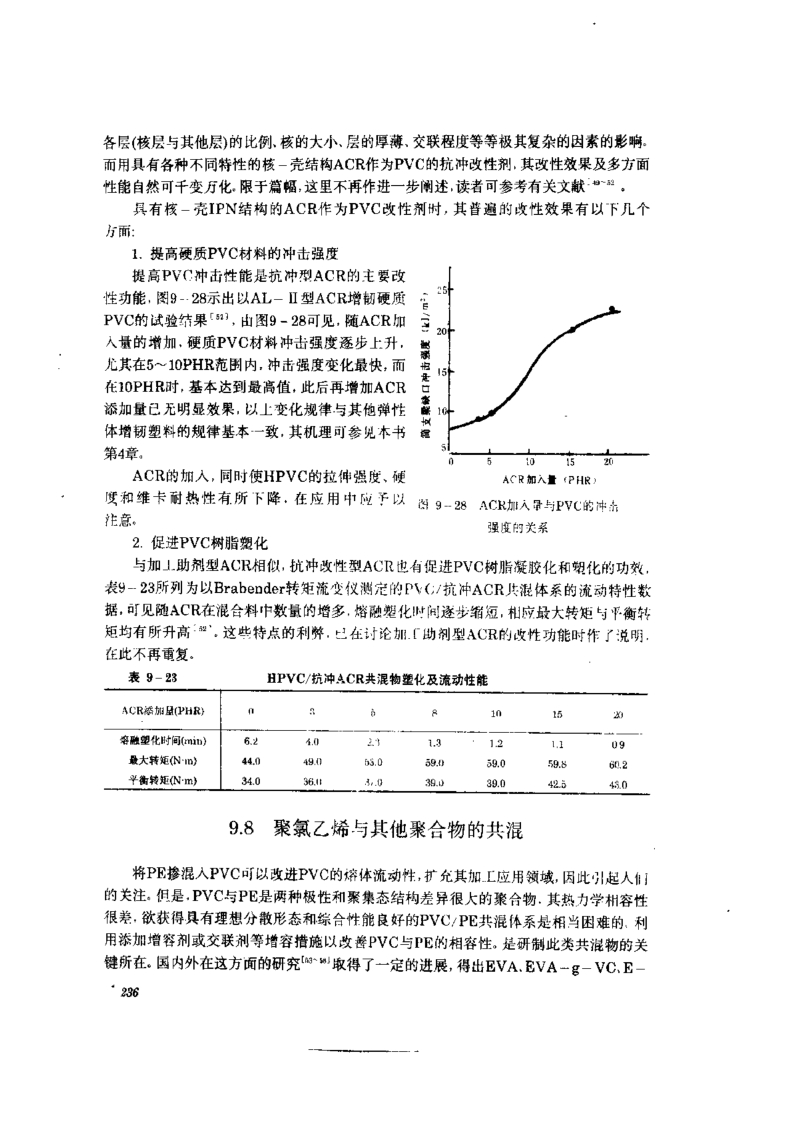 各层(核层与其他层)的比例、核的大小、层的厚薄、交联程度等等极其复杂的因素的影响。
而用具有各种不同特性的核-壳结构ACR作为PVC的抗冲改性剂,其改性效果及多方面
性能自然可千变万化。限于篇幅,这里不再作进一步阐述,读者可参考有关文献[49~52]。
具有核-壳IPN结构的ACR作为PVC改性剂时,其普遍的改性效果有以下几个
方面:
1. 提高硬质PVC材料的冲击强度
提高PVC冲击性能是抗冲型ACR的主要改
性功能,图9-28示出以AL-Ⅱ型ACR增韧硬质
PVC的试验结果[52],由图9-28可见,随ACR加
入量的增加、硬质PVC材料冲击强度逐步上升,
尤其在5~10PHR范围内,冲击强度变化最快,而
在10PHR时,基本达到最高值,此后再增加ACR
添加量已无明显效果,以上变化规律与其他弹性
体增韧塑料的规律基本一致,其机理可参见本书
第4章。
ACR的加入,同时使HPVC的拉伸强度、硬
度和维卡耐热性有所下降,在应用中应予以
注意。
简支梁缺口冲击强度(kJ/m²)
25
20
15
10
5
0 5 10 15 20
ACR加入量(PHR)
图9-28 ACR加入量与PVC的冲击
强度的关系
2. 促进PVC树脂塑化
与加工助剂型ACR相似,抗冲改性型ACR也有促进PVC树脂凝胶化和塑化的功效,
表9-23所列为以Brabender转矩流变仪测定的PVC/抗冲ACR共混体系的流动特性数
据,可见随ACR在混合料中数量的增多,熔融塑化时间逐步缩短,相应最大转矩与平衡转
矩均有所升高[52]。这些特点的利弊,已在讨论加工助剂型ACR的改性功能时作了说明,
在此不再重复。
表 9-23 HPVC/抗冲ACR共混物塑化及流动性能
ACR添加量(PHR) 0 3 8 10 15 20
熔融塑化时间(min) 6.2 4.0 1.3 1.2 1.1 0.9
最大转矩(N·m) 44.0 49.0 53.0 59.0 59.0 59.8 60.2
平衡转矩(N·m) 34.0 36.0 39.0 39.0 42.5 43.0
9.8 聚氯乙烯与其他聚合物的共混
将PE掺混入PVC可以改进PVC的熔体流动性,扩充其加工应用领域,因此引起人们
的关注。但是,PVC与PE是两种极性和聚集态结构差异很大的聚合物,其热力学相容性
很差,欲获得具有理想分散形态和综合性能良好的PVC/PE共混体系是相当困难的、利
用添加增容剂或交联剂等增容措施以改善PVC与PE的相容性。是研制此类共混物的关
键所在。国内外在这方面的研究取得了一定的进展,得出EVA、EVA-g-VC、E-
236